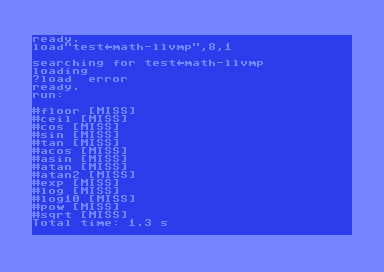 ready.
load"test←math-llvmp",8,1
searching for test←math-llvmp
loading
?load  error
ready.
run:
#floor [MISS]
#ceil [MISS]
#cos [MISS]
#sin [MISS]
#tan [MISS]
#acos [MISS]
#asin [MISS]
#atan [MISS]
#atan2 [MISS]
#exp [MISS]
#log [MISS]
#log10 [MISS]
#pow [MISS]
#sqrt [MISS]
Total time: 1.3 s